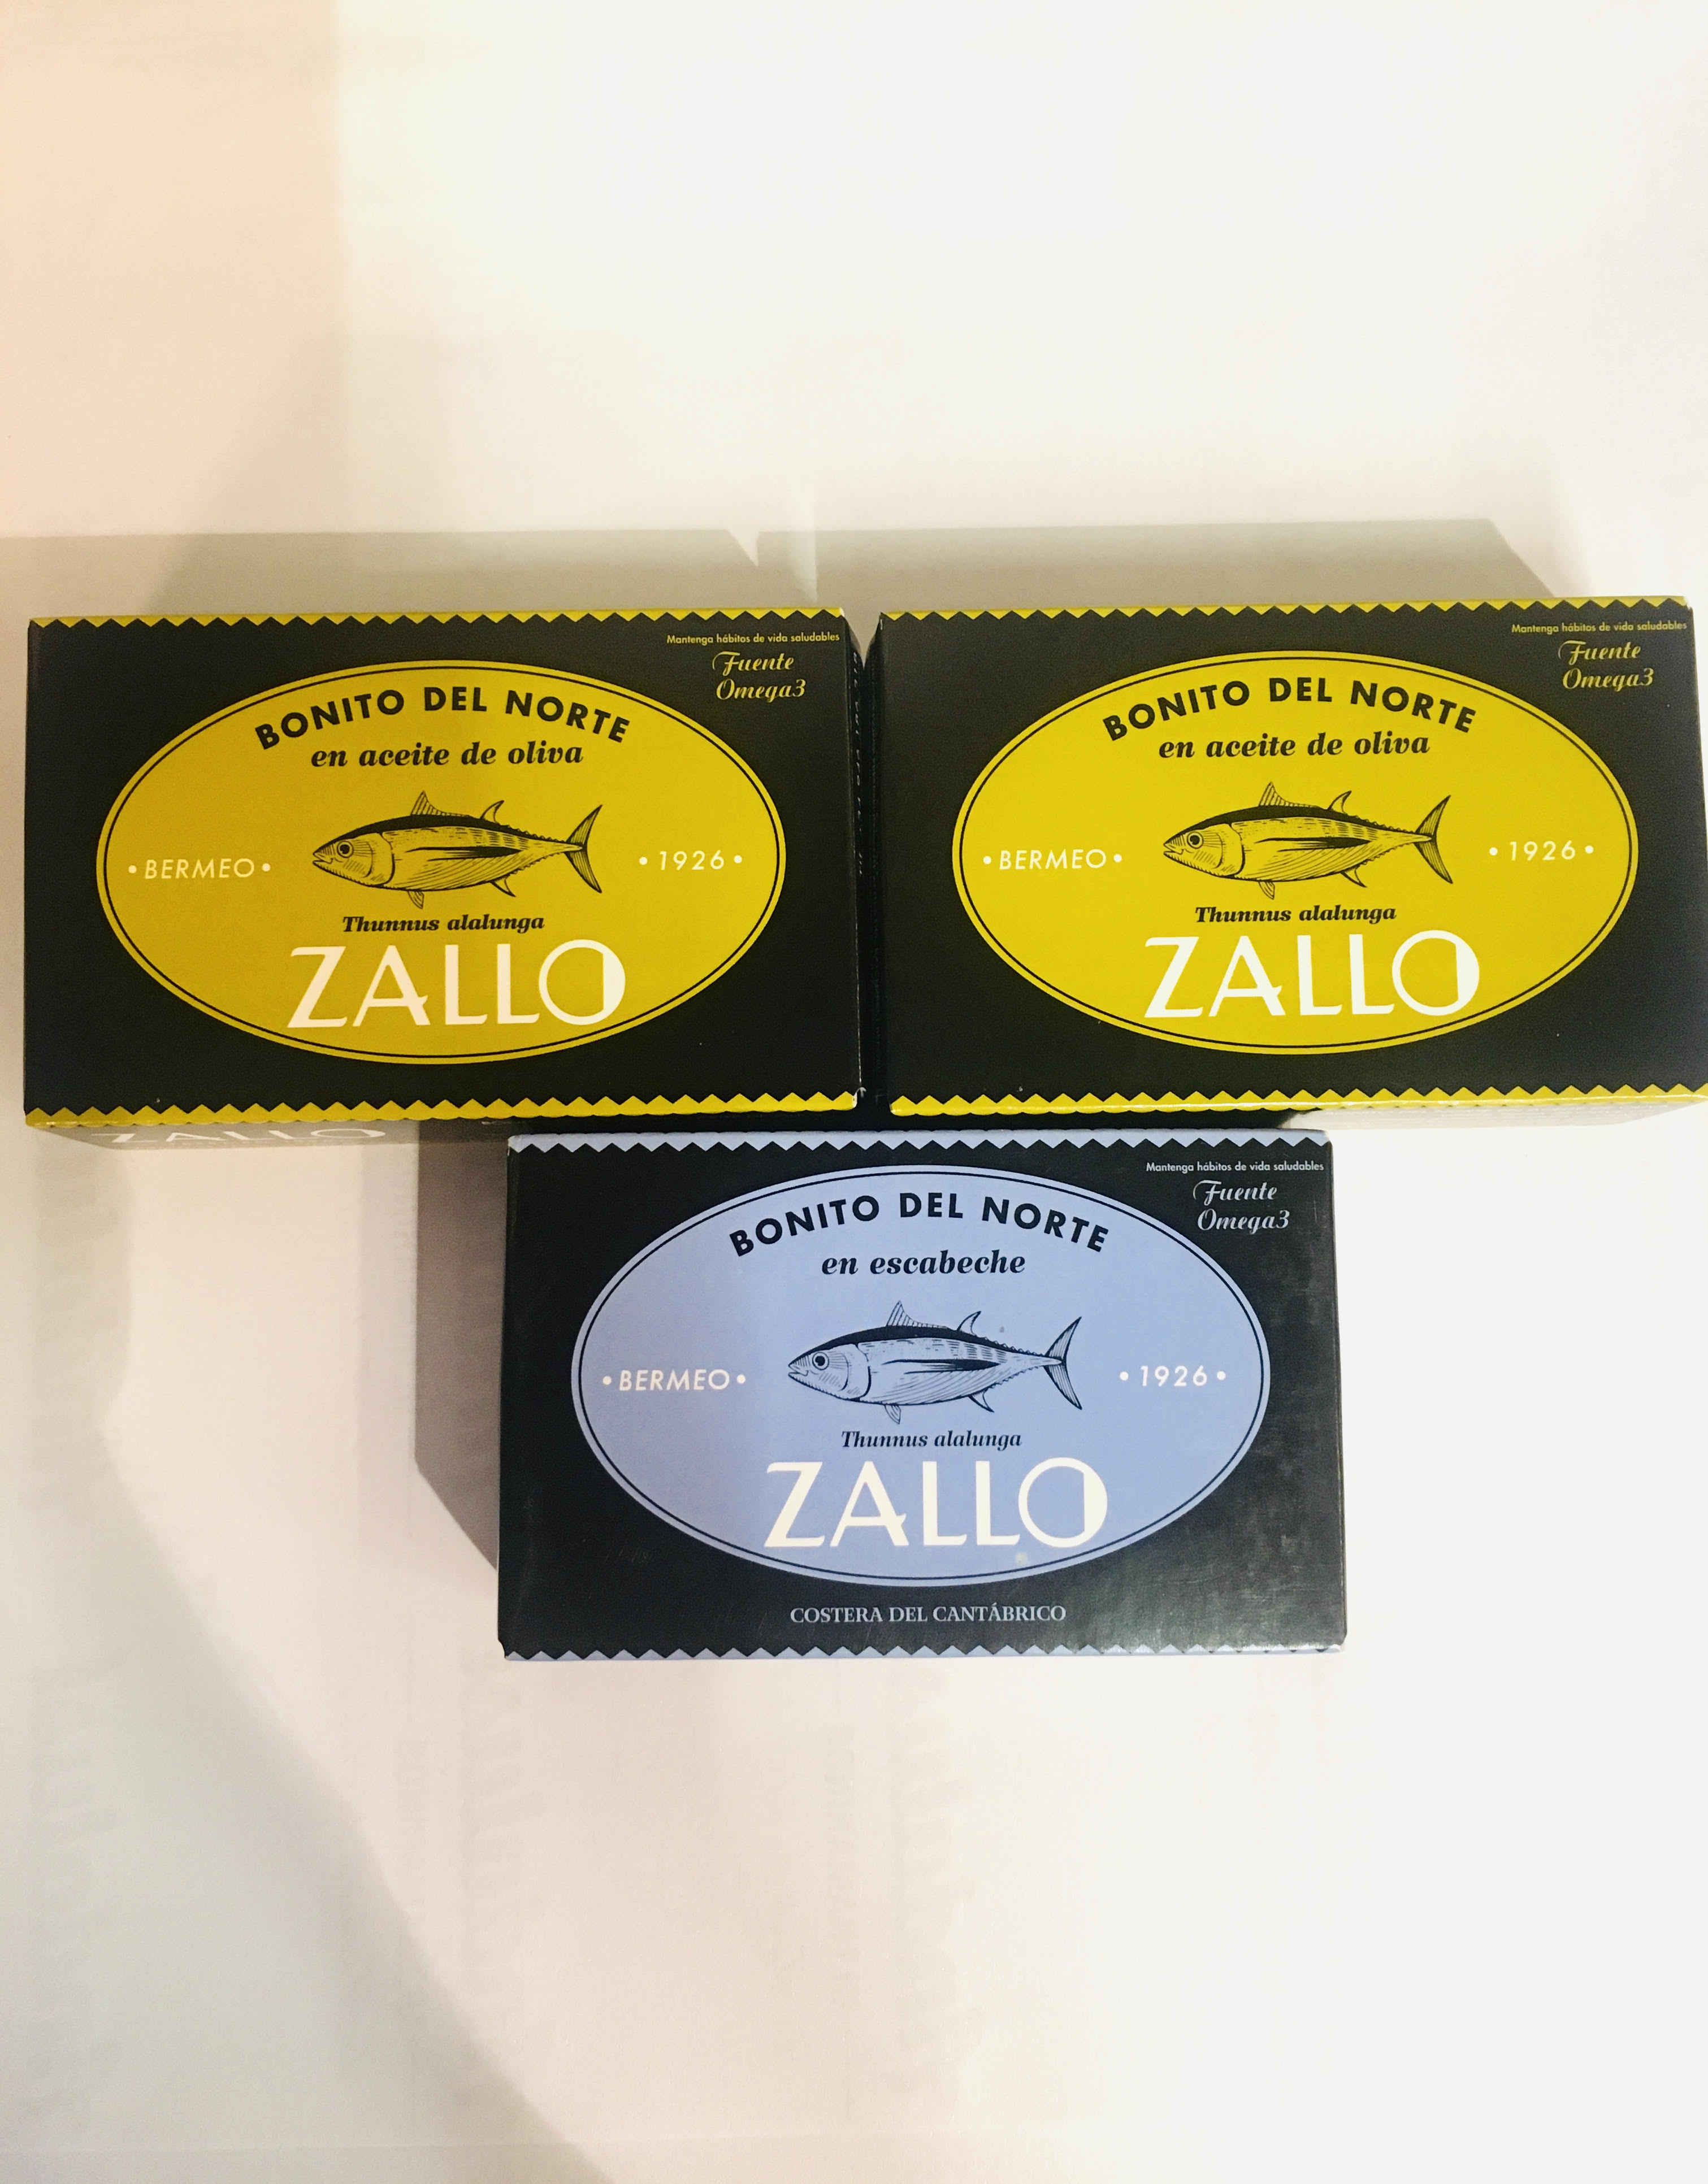 Mantenga hábitos de vida saludables
Fuente
Omega3
BONITO DEL NORTE
en aceite de oliva
• BERMEO •
• 1926 •
Thunnus alalunga
ZALLO
ZALLO
Mantenga hábitos de vida saludables
Fuente
Omega3
BONITO DEL NORTE
en aceite de oliva
• BERMEO •
• 1926 •
Thunnus alalunga
ZALLO
Mantenga hábitos de vida saludables
Fuente
Omega3
BONITO DEL NORTE
en escabeche
• BERMEO •
• 1926 •
Thunnus alalunga
ZALLO
COSTERA DEL CANTÁBRICO